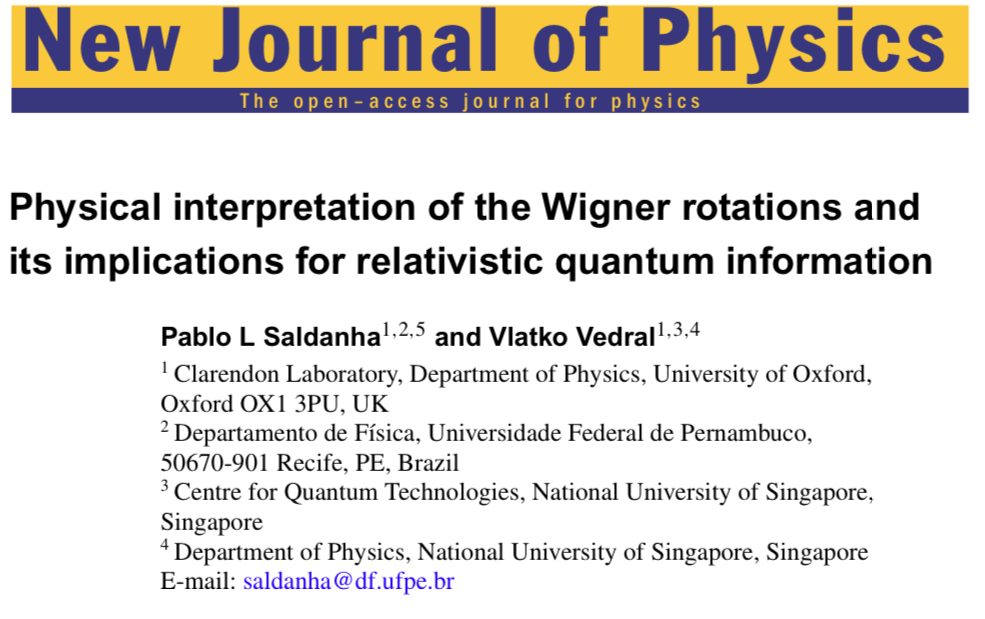 New Journal of Physics
The open–access journal for physics
Physical interpretation of the Wigner rotations and
its implications for relativistic quantum information
Pablo L Saldanha1,2,5 and Vlatko Vedral1,3,4
1 Clarendon Laboratory, Department of Physics, University of Oxford,
Oxford OX1 3PU, UK
2 Departamento de Física, Universidade Federal de Pernambuco,
50670-901 Recife, PE, Brazil
3 Centre for Quantum Technologies, National University of Singapore,
Singapore
4 Department of Physics, National University of Singapore, Singapore
E-mail: saldanha@df.ufpe.br